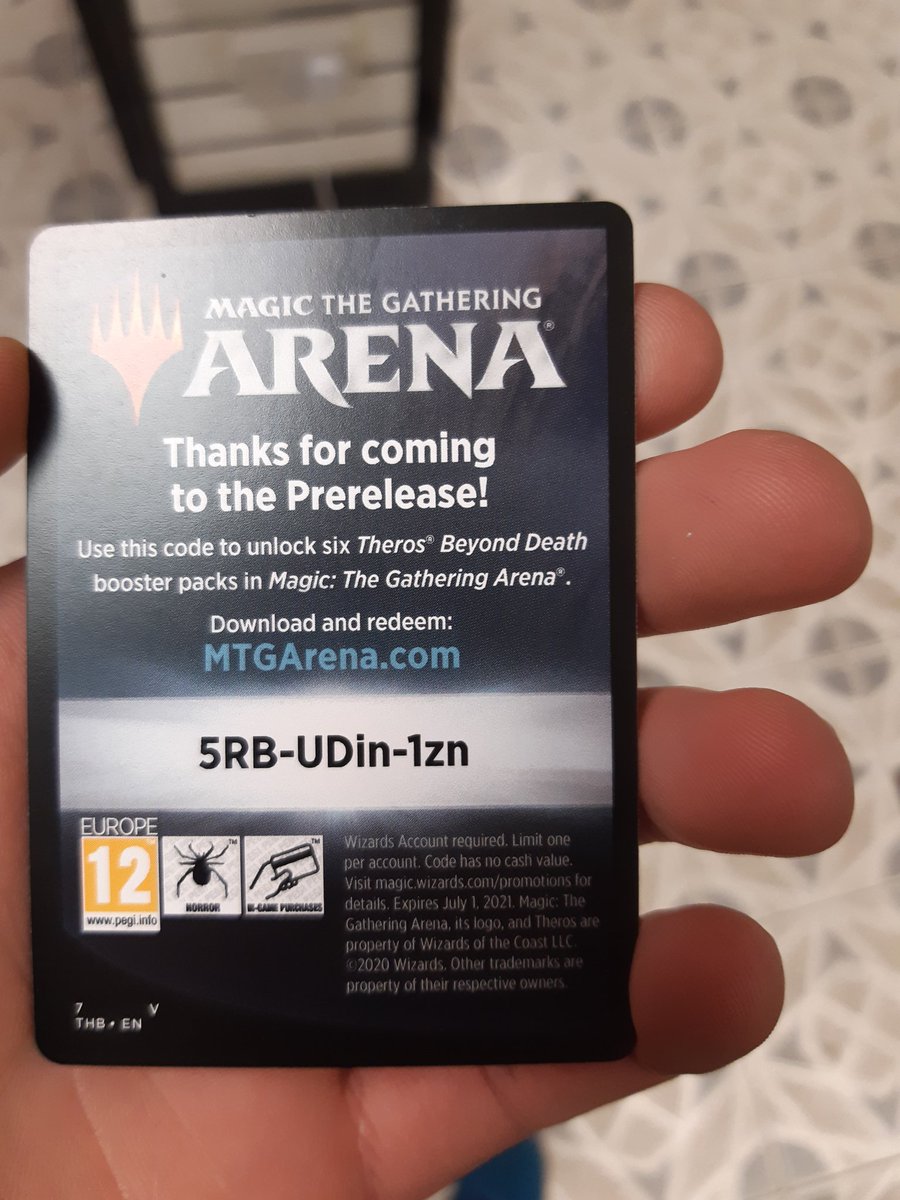 MAGIC THE GATHERING
ARENA®
Thanks for coming
to the Prerelease!
Use this code to unlock six Theros® Beyond Death
booster packs in Magic: The Gathering Arena®.
Download and redeem:
MTGArena.com
5RB-UDin-1zn
EUROPE
12
www.pegi.info
HORROR
IN-GAME PURCHASES
Wizards Account required. Limit one
per account. Code has no cash value.
Visit magic.wizards.com/promotions for
details. Expires July 1, 2021. Magic: The
Gathering Arena, its logo, and Theros are
property of Wizards of the Coast LLC.
©2020 Wizards. Other trademarks are
property of their respective owners.
7 V
THB • EN